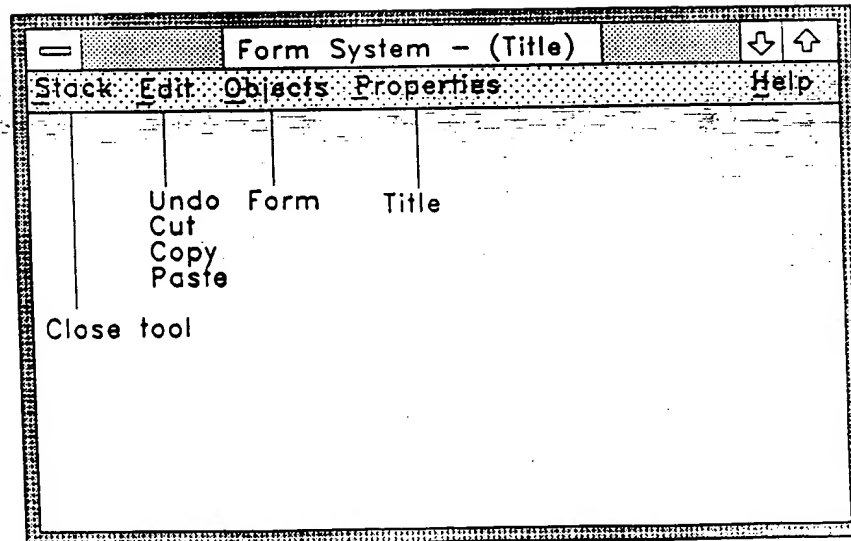 Form System - (Title)
Stack Edit Objects Properties Help
Undo Form Title
Cut
Copy
Paste
Close tool